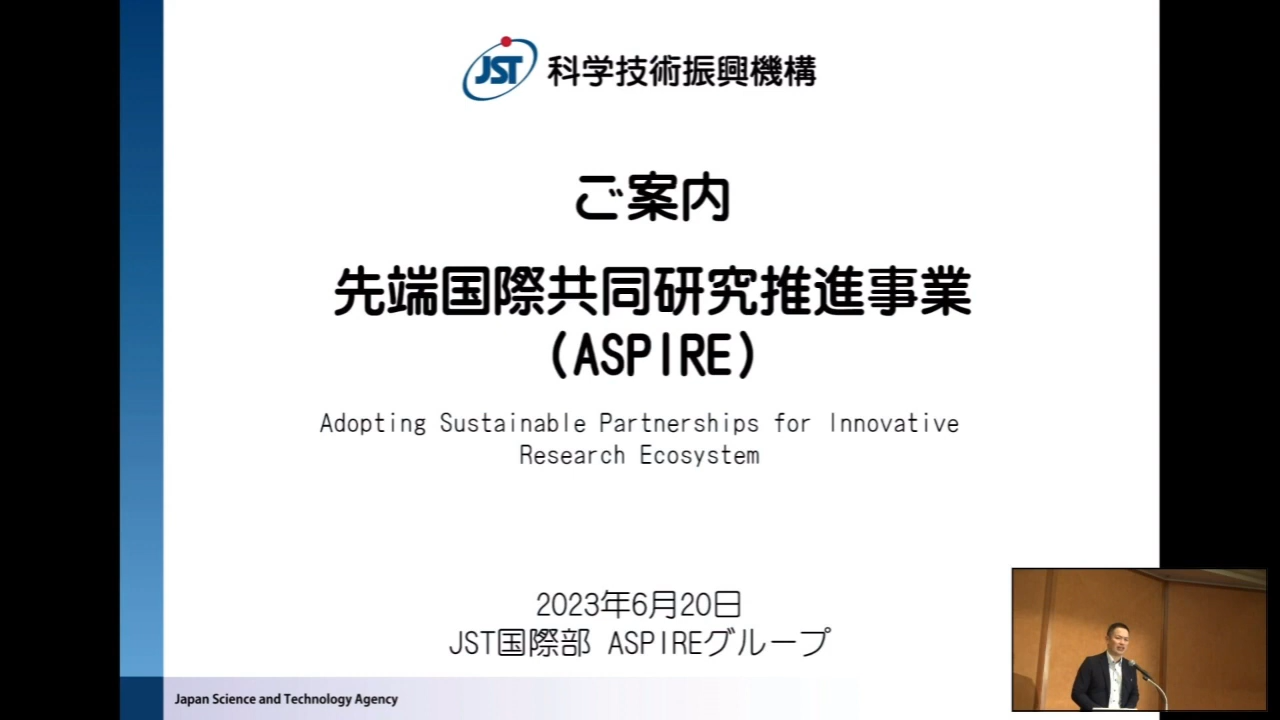 JST 科学技術振興機構
ご案内
先端国際共同研究推進事業
(ASPIRE)
Adopting Sustainable Partnerships for Innovative
Research Ecosystem
2023年6月20日
JST国際部 ASPIREグループ
Japan Science and Technology Agency